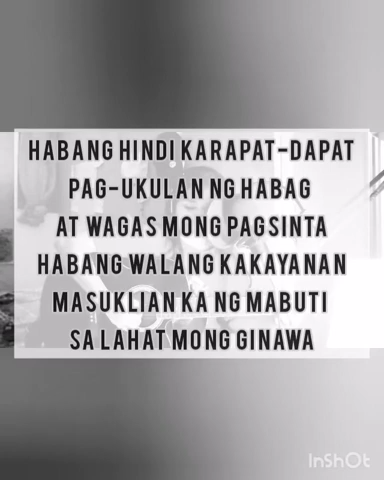 HABANG HINDI KARAPAT-DAPAT
PAG-UKULAN NG HABAG
AT WAGAS MONG PAGSINTA
HABANG WALANG KAKAYANAN
MASUKLIAN KA NG MABUTI
SA LAHAT MONG GINAWA
InShOt